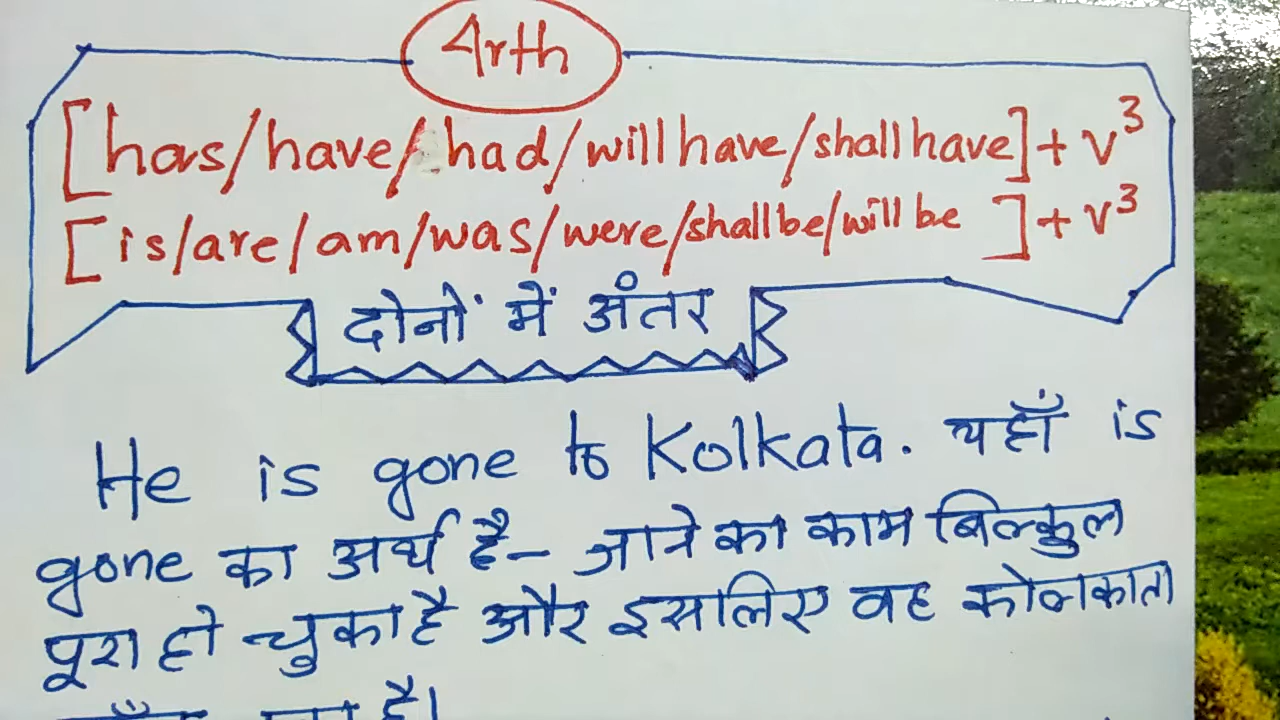 Arth
[has/have/had/will have/shall have] + v³
[is/are/am/was/were/shall be/will be ] + v³
दोनों में अंतर
He is gone to Kolkata. यहाँ is
gone का अर्थ है- जाने का काम बिल्कुल
पूरा हो चुका है और इसलिए वह कोलकाता
है।